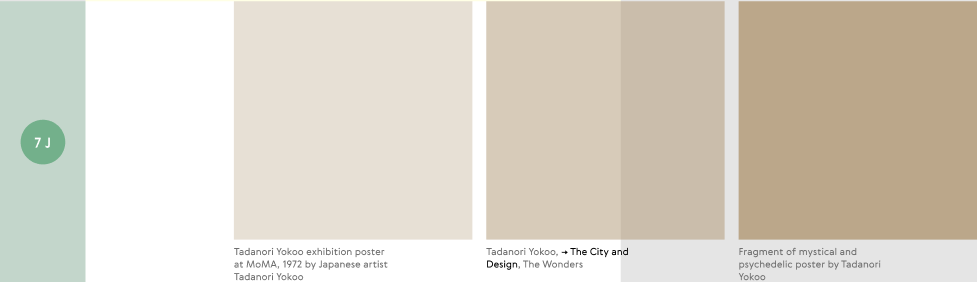 7 J
Tadanori Yokoo exhibition poster
at MoMA, 1972 by Japanese artist
Tadanori Yokoo
Tadanori Yokoo, → The City and
Design, The Wonders
Fragment of mystical and
psychedelic poster by Tadanori
Yokoo